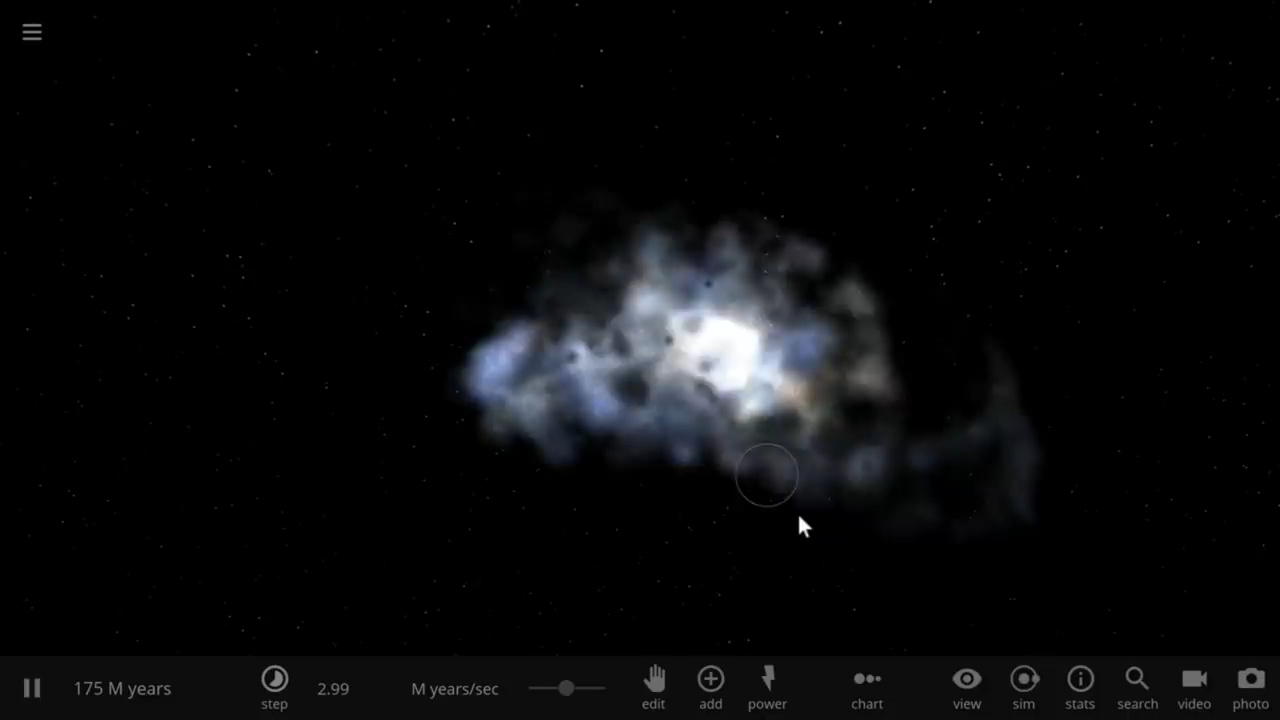 175 M years
step
2.99
M years/sec
edit
add
power
chart
view
sim
stats
search
video
photo